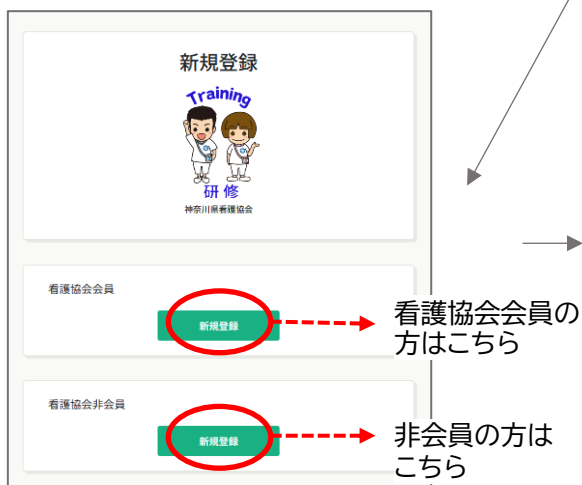 新規登録
Training
研修
神奈川県看護協会
看護協会会員
新規登録
看護協会会員の
方はこちら
看護協会非会員
新規登録
非会員の方は
こちら